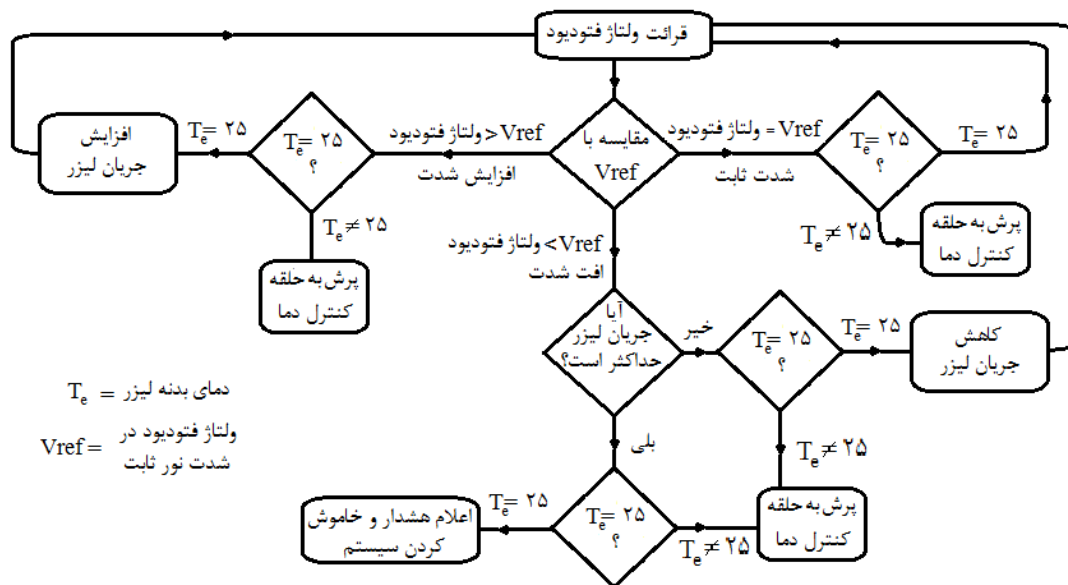 قرائت ولتاژ فتودیود
مقایسه با
Vref
ولتاژ فتودیود = Vref
شدت ثابت
Te = ۲۵
؟
Te = ۲۵
Te ≠ ۲۵
پرش به حلقه
کنترل دما
ولتاژ فتودیود > Vref
افزایش شدت
Te = ۲۵
؟
Te = ۲۵
افزایش
جریان لیزر
Te ≠ ۲۵
پرش به حلقه
کنترل دما
ولتاژ فتودیود < Vref
افت شدت
آیا
جریان لیزر
حداکثر است؟
خیر
Te = ۲۵
؟
Te = ۲۵
کاهش
جریان لیزر
Te ≠ ۲۵
پرش به حلقه
کنترل دما
بلی
Te = ۲۵
؟
Te ≠ ۲۵
Te = ۲۵
اعلام هشدار و خاموش
کردن سیستم
Te = دمای بدنه لیزر
Vref = ولتاژ فتودیود در
شدت نور ثابت